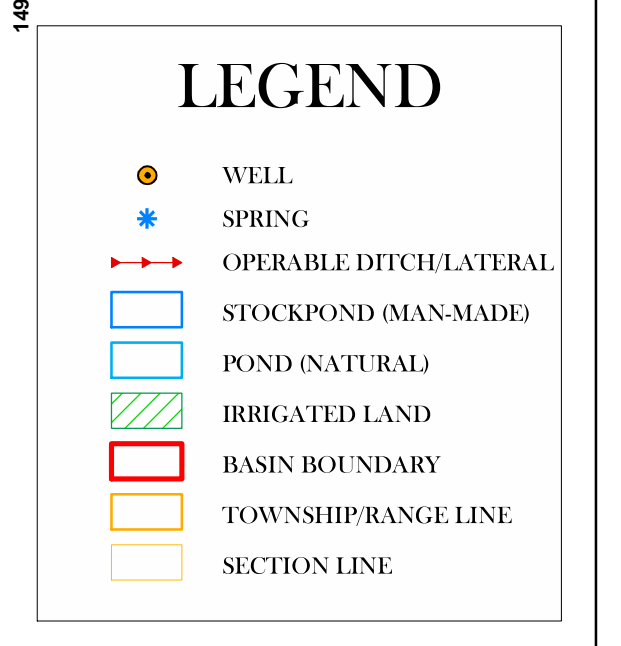 149
LEGEND
WELL
SPRING
OPERABLE DITCH/LATERAL
STOCKPOND (MAN-MADE)
POND (NATURAL)
IRRIGATED LAND
BASIN BOUNDARY
TOWNSHIP/RANGE LINE
SECTION LINE